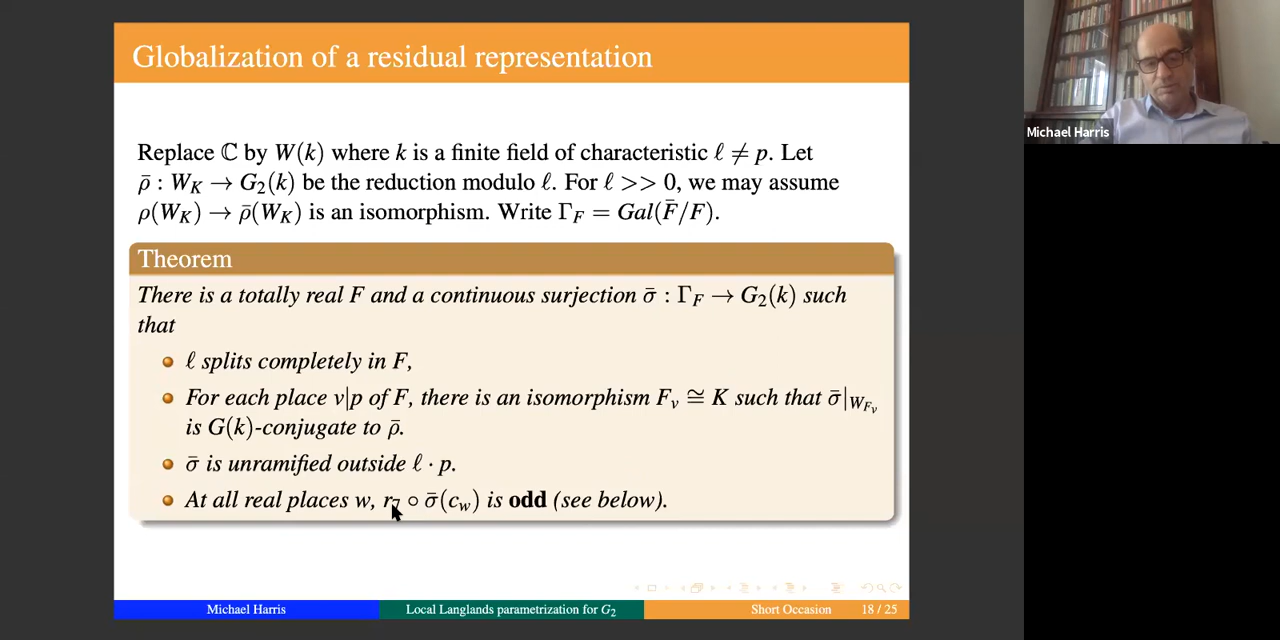 Globalization of a residual representation
Replace ℂ by W(k) where k is a finite field of characteristic ℓ ≠ p. Let
ρ̄ : W_K → G₂(k) be the reduction modulo ℓ. For ℓ >> 0, we may assume
ρ(W_K) → ρ̄(W_K) is an isomorphism. Write Γ_F = Gal(F̄/F).
Theorem
There is a totally real F and a continuous surjection σ̄ : Γ_F → G₂(k) such
that
ℓ splits completely in F,
For each place v|p of F, there is an isomorphism F_v ≅ K such that σ̄|_{W_{F_v}}
is G(k)-conjugate to ρ̄.
σ̄ is unramified outside ℓ · p.
At all real places w, r₇ ∘ σ̄(c_w) is odd (see below).
Michael Harris
Local Langlands parametrization for G₂
Short Occasion
18 / 25
Michael Harris